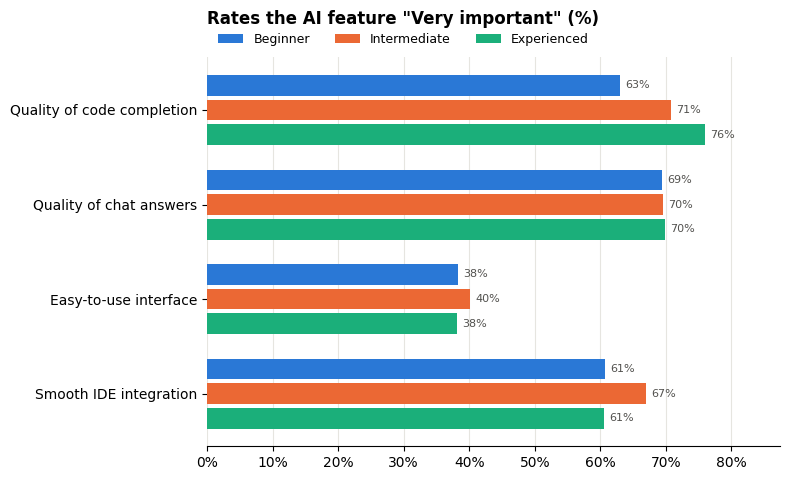 Rates the AI feature "Very important" (%)
Beginner Intermediate Experienced
Quality of code completion
63%
71%
76%
Quality of chat answers
69%
70%
70%
Easy-to-use interface
38%
40%
38%
Smooth IDE integration
61%
67%
61%
0% 10% 20% 30% 40% 50% 60% 70% 80%